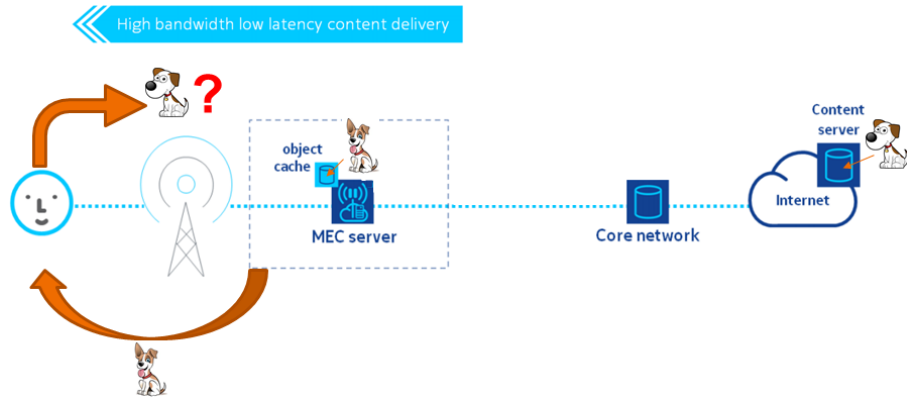 High bandwidth low latency content delivery
?
Content
server
object
cache
Internet
MEC server
Core network